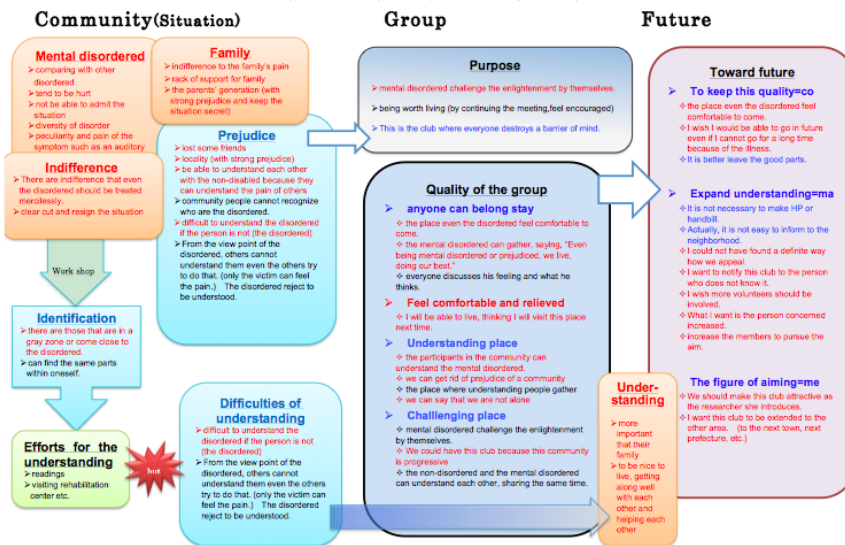 Community(Situation)
Group
Future
Mental disordered
➢ comparing with other
disordered
➢ tend to be hurt
➢ not be able to admit the
situation
➢ diversity of disorder
➢ peculiarity and pain of the
symptom such as an auditory
Family
➢ indifference to the family's pain
➢ rack of support for family
➢ the parents' generation (with
strong prejudice and keep the
situation secret)
Indifference
➢ There are indifference that even
the disordered should be treated
mercilessly.
➢ clear cut and resign the situation
Prejudice
➢ lost some friends
➢ locality (with strong prejudice)
➢ be able to understand each other
with the non-disabled because they
can understand the pain of others
➢ community people cannot recognize
who are the disordered.
➢ difficult to understand the disordered
if the person is not (the disordered)
➢ From the view point of the
disordered, others cannot
understand them even the others try
to do that. (only the victim can feel
the pain.) The disordered reject to
be understood.
Work shop
Identification
➢ there are those that are in a
gray zone or come close to the
disordered.
➢ can find the same parts
within oneself.
Efforts for the
understanding
➢ readings
➢ visiting rehabilitation
center etc.
but
Difficulties of
understanding
➢ difficult to understand the
disordered if the person is not
(the disordered)
➢ From the view point of the
disordered, others cannot
understand them even the others
try to do that. (only the victim can
feel the pain.) The disordered
reject to be understood.
Purpose
➢ mental disordered challenge the enlightenment by themselves.
➢ being worth living (by continuing the meeting,feel encouraged)
➢ This is the club where everyone destroys a barrier of mind.
Quality of the group
➢ anyone can belong stay
❖ the place even the disordered feel comfortable to
come.
❖ the mental disordered can gather, saying, "Even
being mental disordered or prejudiced, we live,
doing our best."
❖ everyone discusses his feeling and what he
thinks.
➢ Feel comfortable and relieved
❖ I will be able to live, thinking I will visit this place
next time.
➢ Understanding place
❖ the participants in the community can
understand the mental disordered.
❖ we can get rid of prejudice of a community
❖ the place where understanding people gather
❖ we can say that we are not alone
➢ Challenging place
❖ mental disordered challenge the enlightenment
by themselves.
❖ We could have this club because this community
is progressive
❖ the non-disordered and the mental disordered
can understand each other, sharing the same time.
Under-
standing
➢ more
important that
their family
➢ to be nice to
live, getting
along well
with each
other and
helping each
other
Toward future
➢ To keep this quality=co
❖ the place even the disordered feel
comfortable to come.
❖ I wish I would be able to go in future
even if I cannot go for a long time
because of the illness.
❖ It is better leave the good parts.
➢ Expand understanding=ma
❖ It is not necessary to make HP or
handbill.
❖ Actually, it is not easy to inform to the
neighborhood.
❖ I could not have found a definite way
how we appeal.
❖ I want to notify this club to the person
who does not know it.
❖ I wish more volunteers should be
involved.
❖ What I want is the person concerned
increased.
❖ increase the members to pursue the
aim.
The figure of aiming=me
❖ We should make this club attractive as
the researcher she introduces.
❖ I want this club to be extended to the
other area. (to the next town, next
prefecture, etc.)